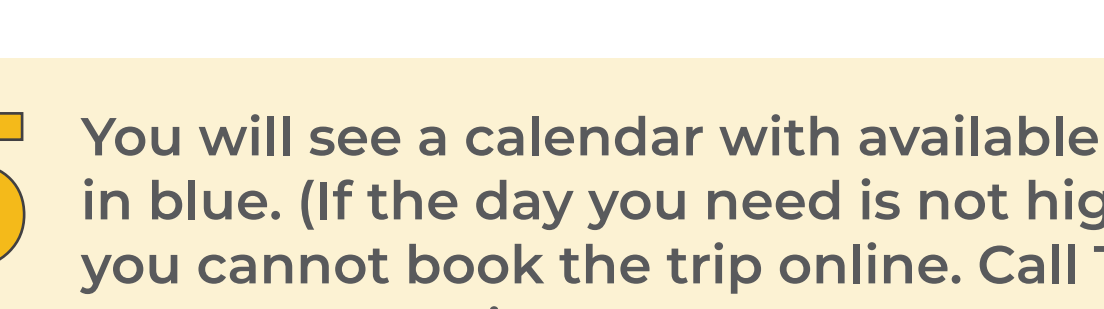 5
You will see a calendar with available
in blue. (If the day you need is not hig
you cannot book the trip online. Call T